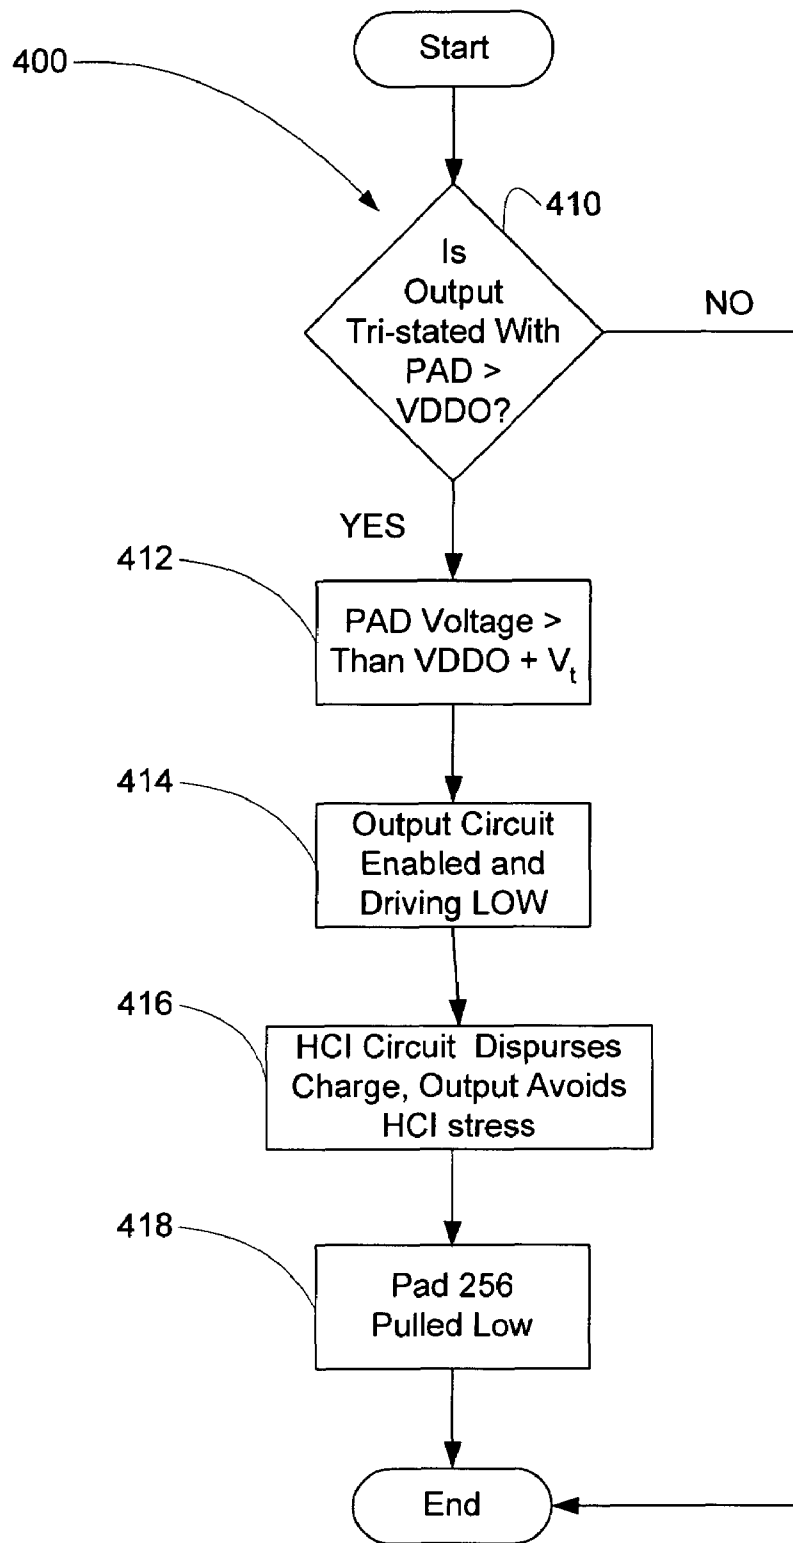 Start
400
410
Is
Output
Tri-stated With
PAD >
VDDO?
NO
YES
412
PAD Voltage >
Than VDDO + Vt
414
Output Circuit
Enabled and
Driving LOW
416
HCI Circuit Dispurses
Charge, Output Avoids
HCI stress
418
Pad 256
Pulled Low
End